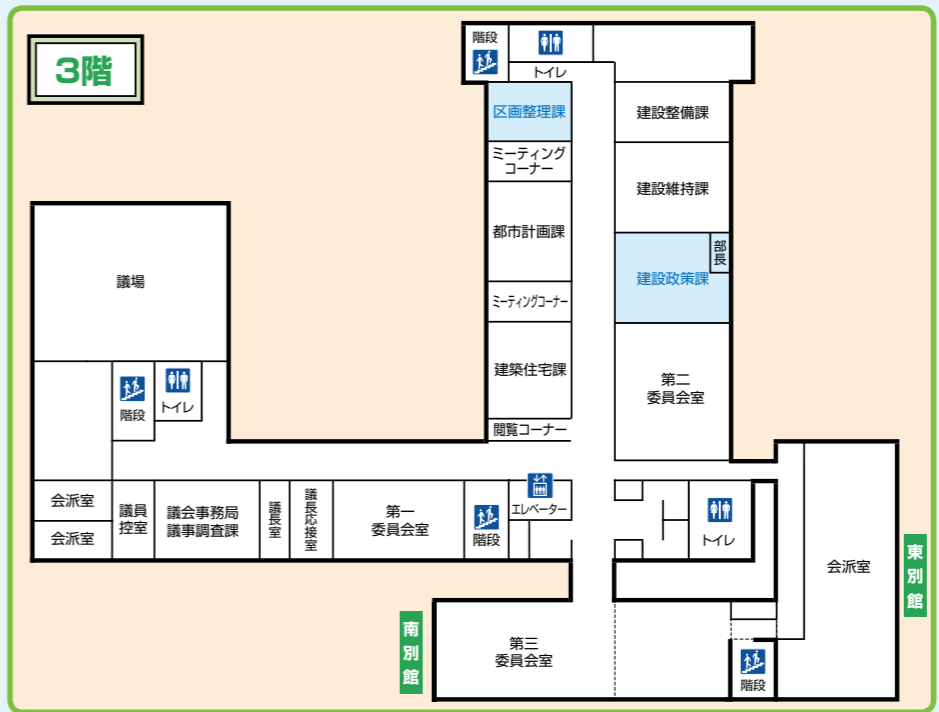 3階
階段
トイレ
区画整理課
建設整備課
ミーティング
コーナー
建設維持課
都市計画課
部長
建設政策課
議場
ミーティングコーナー
建築住宅課
第二
委員会室
階段
トイレ
閲覧コーナー
会派室
会派室
議員
控室
議会事務局
議事調査課
議長室
議長応接室
第一
委員会室
階段
エレベーター
トイレ
会派室
東別館
南別館
第三
委員会室
階段